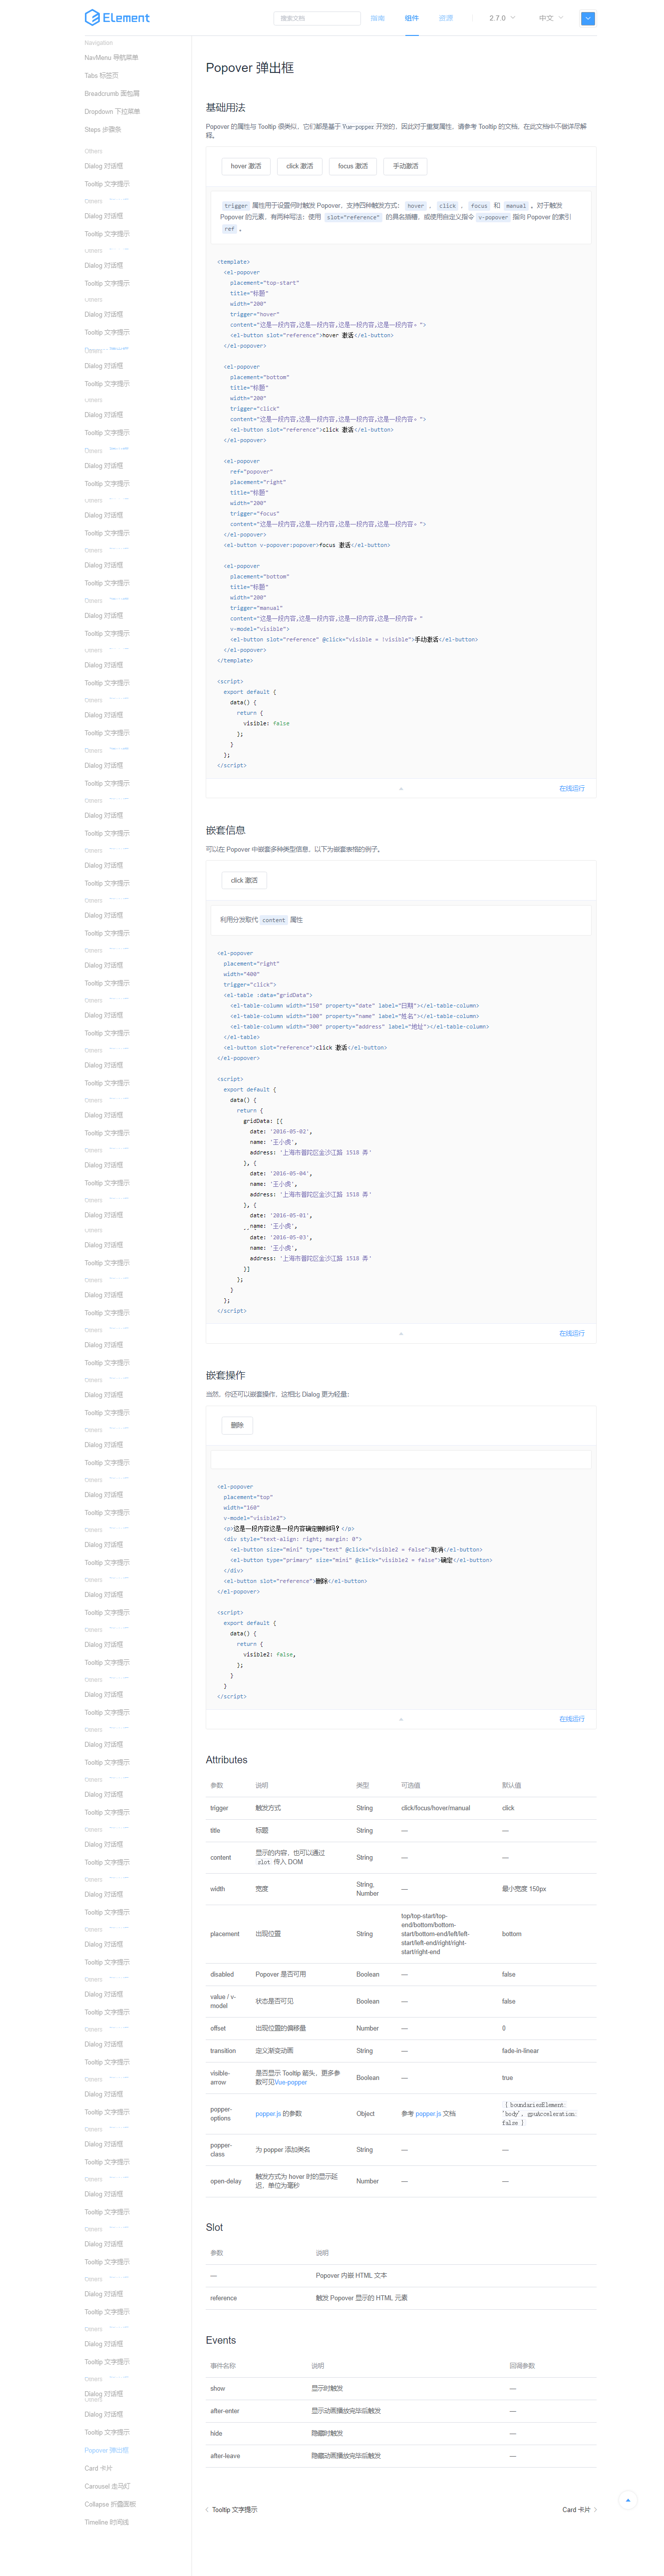 Element
搜索文档
指南
组件
资源
2.7.0
中文
Navigation
NavMenu 导航菜单
Tabs 标签页
Breadcrumb 面包屑
Dropdown 下拉菜单
Steps 步骤条
Others
Dialog 对话框
Tooltip 文字提示
Popover 弹出框
Card 卡片
Carousel 走马灯
Collapse 折叠面板
Timeline 时间线
Popover 弹出框
基础用法
Popover 的属性与 Tooltip 很类似，它们都是基于 Vue-popper 开发的，因此对于重复属性，请参考 Tooltip 的文档，在此文档中不做详尽解
释。
hover 激活
click 激活
focus 激活
手动激活
trigger 属性用于设置何时触发 Popover，支持四种触发方式：hover，click，focus 和 manual。对于触发
Popover 的元素，有两种写法：使用 slot="reference" 的具名插槽，或使用自定义指令 v-popover 指向 Popover 的索引
ref。
<template>
<el-popover
placement="top-start"
title="标题"
width="200"
trigger="hover"
content="这是一段内容,这是一段内容,这是一段内容,这是一段内容。">
<el-button slot="reference">hover 激活</el-button>
</el-popover>
<el-popover
placement="bottom"
title="标题"
width="200"
trigger="click"
content="这是一段内容,这是一段内容,这是一段内容,这是一段内容。">
<el-button slot="reference">click 激活</el-button>
</el-popover>
<el-popover
ref="popover"
placement="right"
title="标题"
width="200"
trigger="focus"
content="这是一段内容,这是一段内容,这是一段内容,这是一段内容。">
</el-popover>
<el-button v-popover:popover>focus 激活</el-button>
<el-popover
placement="bottom"
title="标题"
width="200"
trigger="manual"
content="这是一段内容,这是一段内容,这是一段内容,这是一段内容。"
v-model="visible">
<el-button slot="reference" @click="visible = !visible">手动激活</el-button>
</el-popover>
</template>
<script>
export default {
data() {
return {
visible: false
};
}
};
</script>
在线运行
嵌套信息
可以在 Popover 中嵌套多种类型信息，以下为嵌套表格的例子。
click 激活
利用分发取代 content 属性
<el-popover
placement="right"
width="400"
trigger="click">
<el-table :data="gridData">
<el-table-column width="150" property="date" label="日期"></el-table-column>
<el-table-column width="100" property="name" label="姓名"></el-table-column>
<el-table-column width="300" property="address" label="地址"></el-table-column>
</el-table>
<el-button slot="reference">click 激活</el-button>
</el-popover>
<script>
export default {
data() {
return {
gridData: [{
date: '2016-05-02',
name: '王小虎',
address: '上海市普陀区金沙江路 1518 弄'
}, {
date: '2016-05-04',
name: '王小虎',
address: '上海市普陀区金沙江路 1518 弄'
}, {
date: '2016-05-01',
name: '王小虎',
date: '2016-05-03',
name: '王小虎',
address: '上海市普陀区金沙江路 1518 弄'
}]
};
}
};
</script>
在线运行
嵌套操作
当然，你还可以嵌套操作，这相比 Dialog 更为轻量：
删除
<el-popover
placement="top"
width="160"
v-model="visible2">
<p>这是一段内容这是一段内容确定删除吗？</p>
<div style="text-align: right; margin: 0">
<el-button size="mini" type="text" @click="visible2 = false">取消</el-button>
<el-button type="primary" size="mini" @click="visible2 = false">确定</el-button>
</div>
<el-button slot="reference">删除</el-button>
</el-popover>
<script>
export default {
data() {
return {
visible2: false,
};
}
}
</script>
在线运行
Attributes
参数 说明 类型 可选值 默认值
trigger 触发方式 String click/focus/hover/manual click
title 标题 String — —
content 显示的内容，也可以通过 slot 传入 DOM String — —
width 宽度 String, Number — 最小宽度 150px
placement 出现位置 String top/top-start/top-end/bottom/bottom-start/bottom-end/left/left-start/left-end/right/right-start/right-end bottom
disabled Popover 是否可用 Boolean — false
value / v-model 状态是否可见 Boolean — false
offset 出现位置的偏移量 Number — 0
transition 定义渐变动画 String — fade-in-linear
visible-arrow 是否显示 Tooltip 箭头，更多参数可见Vue-popper Boolean — true
popper-options popper.js 的参数 Object 参考 popper.js 文档 { boundariesElement: 'body', gpuAcceleration: false }
popper-class 为 popper 添加类名 String — —
open-delay 触发方式为 hover 时的显示延迟，单位为毫秒 Number — —
Slot
参数 说明
— Popover 内嵌 HTML 文本
reference 触发 Popover 显示的 HTML 元素
Events
事件名称 说明 回调参数
show 显示时触发 —
after-enter 显示动画播放完毕后触发 —
hide 隐藏时触发 —
after-leave 隐藏动画播放完毕后触发 —
Tooltip 文字提示
Card 卡片